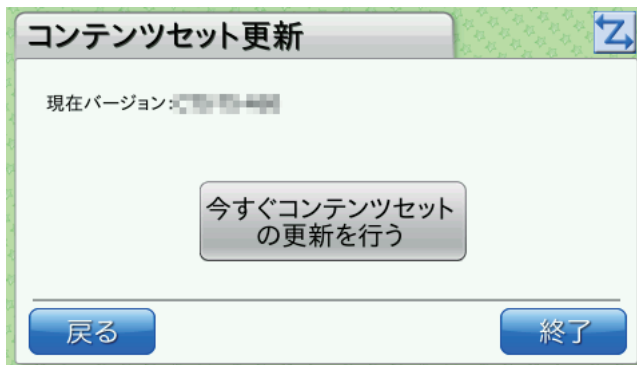 コンテンツセット更新
Z
現在バージョン:
今すぐコンテンツセット
の更新を行う
戻る
終了